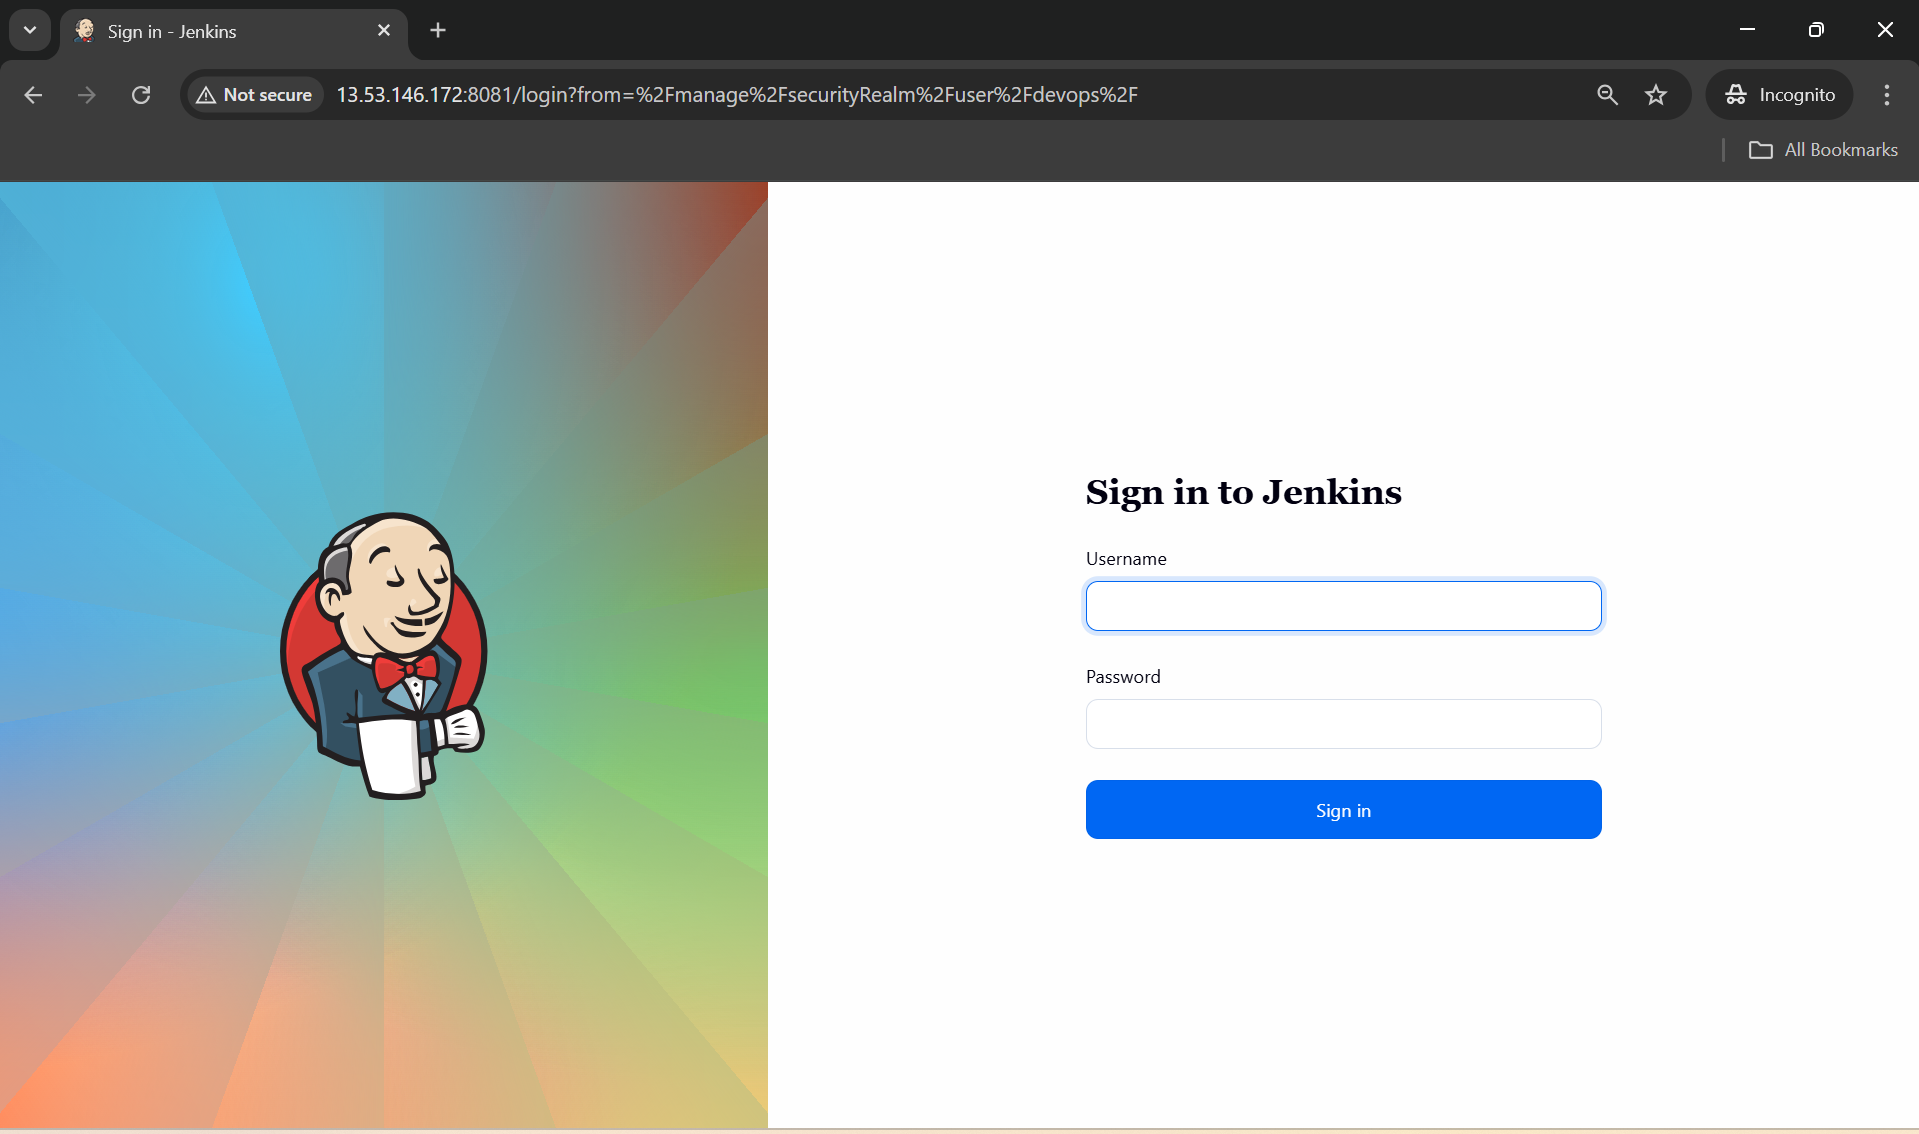 Sign in - Jenkins
Not secure
13.53.146.172:8081/login?from=%2Fmanage%2FsecurityRealm%2Fuser%2Fdevops%2F
Incognito
All Bookmarks
Sign in to Jenkins
Username
Password
Sign in